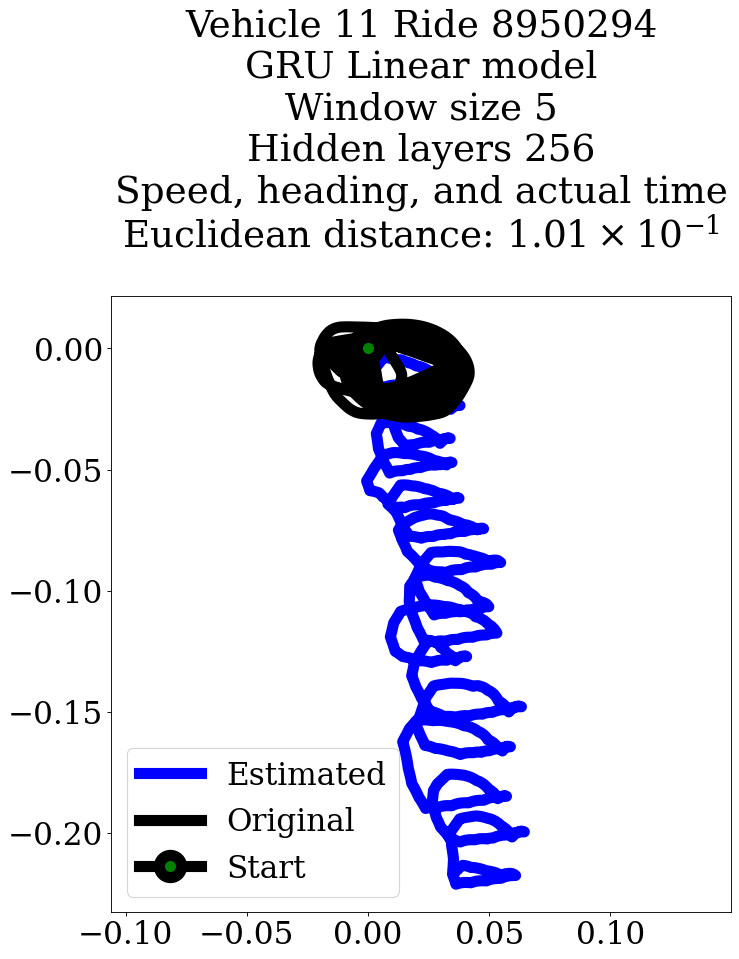 Vehicle 11 Ride 8950294
GRU Linear model
Window size 5
Hidden layers 256
Speed, heading, and actual time
Euclidean distance: 1.01 × 10⁻¹
0.00
−0.05
−0.10
−0.15
−0.20
Estimated
Original
Start
−0.10 −0.05 0.00 0.05 0.10